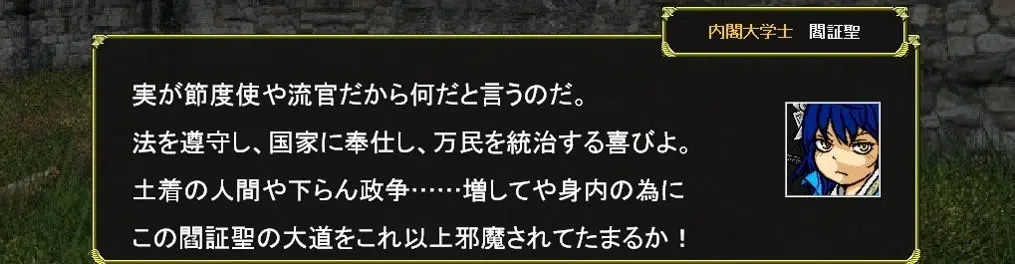 内閣大学士　閻証聖
実が節度使や流官だから何だと言うのだ。
法を遵守し、国家に奉仕し、万民を統治する喜びよ。
土着の人間や下らん政争……増してや身内の為に
この閻証聖の大道をこれ以上邪魔されてたまるか！